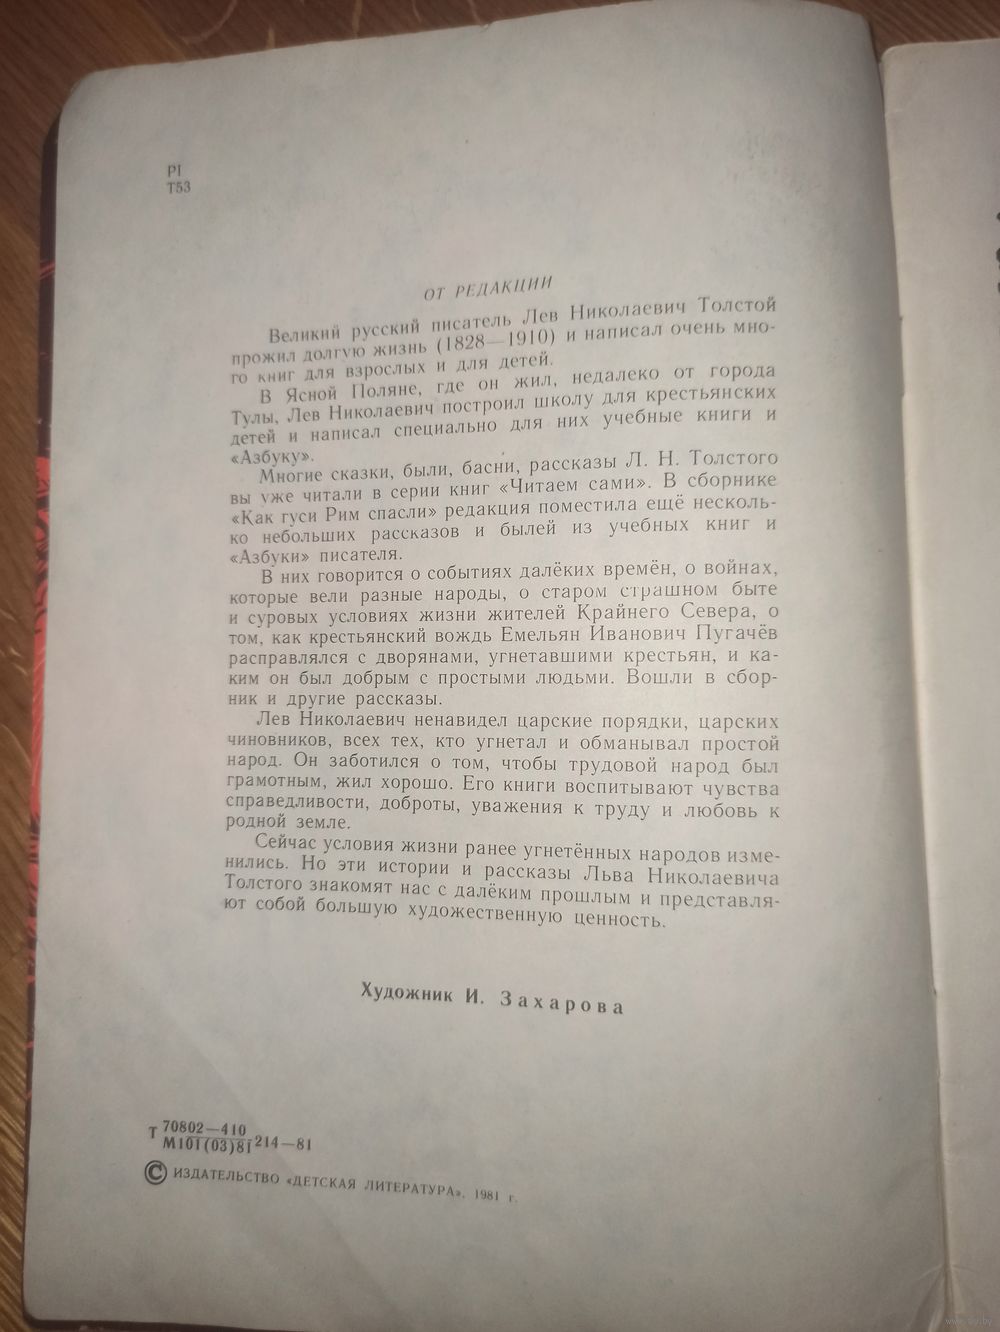 Р1
Т53
ОТ РЕДАКЦИИ
Великий русский писатель Лев Николаевич Толстой
прожил долгую жизнь (1828—1910) и написал очень мно-
го книг для взрослых и для детей.
В Ясной Поляне, где он жил, недалеко от города
Тулы, Лев Николаевич построил школу для крестьянских
детей и написал специально для них учебные книги и
«Азбуку».
Многие сказки, были, басни, рассказы Л. Н. Толстого
вы уже читали в серии книг «Читаем сами». В сборнике
«Как гуси Рим спасли» редакция поместила ещё несколь-
ко небольших рассказов и былей из учебных книг и
«Азбуки» писателя.
В них говорится о событиях далёких времён, о войнах,
которые вели разные народы, о старом страшном быте
и суровых условиях жизни жителей Крайнего Севера, о
том, как крестьянский вождь Емельян Иванович Пугачёв
расправлялся с дворянами, угнетавшими крестьян, и ка-
ким он был добрым с простыми людьми. Вошли в сбор-
ник и другие рассказы.
Лев Николаевич ненавидел царские порядки, царских
чиновников, всех тех, кто угнетал и обманывал простой
народ. Он заботился о том, чтобы трудовой народ был
грамотным, жил хорошо. Его книги воспитывают чувства
справедливости, доброты, уважения к труду и любовь к
родной земле.
Сейчас условия жизни ранее угнетённых народов изме-
нились. Но эти истории и рассказы Льва Николаевича
Толстого знакомят нас с далёким прошлым и представля-
ют собой большую художественную ценность.
Художник И. Захарова
Т 70802—410
М101(03)81 214—81
© ИЗДАТЕЛЬСТВО «ДЕТСКАЯ ЛИТЕРАТУРА». 1981 г.